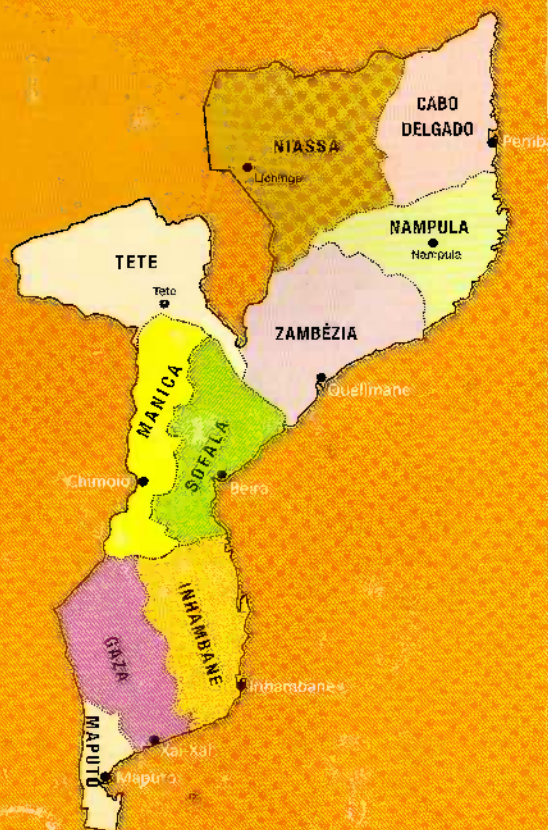 CABO
DELGADO
NIASSA
Pemba
Lichinga
NAMPULA
Nampula
TETE
Tete
ZAMBÉZIA
MANICA
Quelimane
SOFALA
Chimoio
Beira
INHAMBANE
GAZA
Inhambane
MAPUTO
Xai-Xai
Maputo